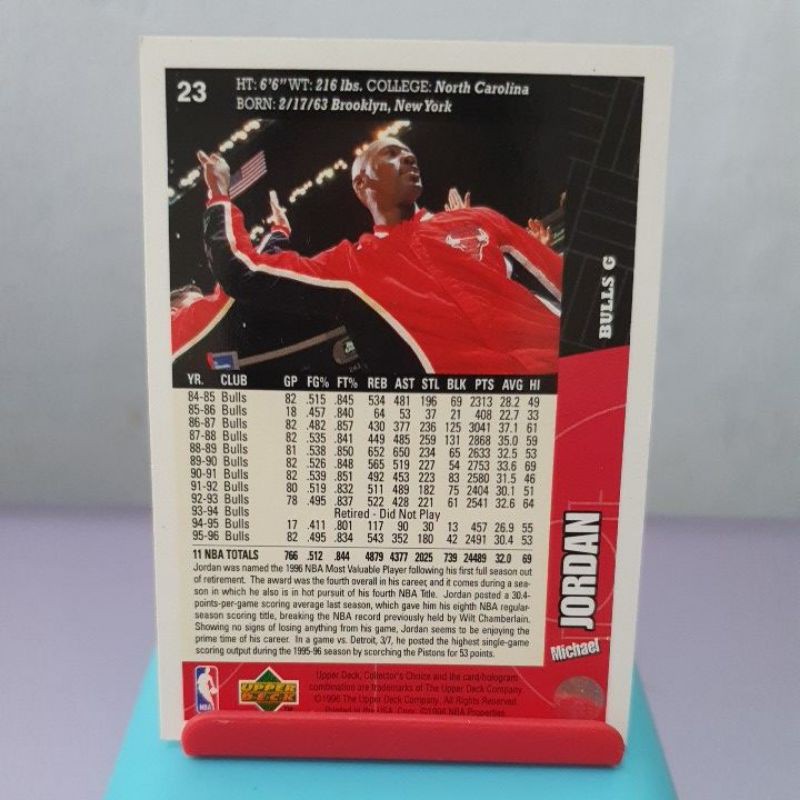 23
HT: 6'6" WT: 216 lbs. COLLEGE: North Carolina
BORN: 2/17/63 Brooklyn, New York
BULLS G
YR. CLUB GP FG% FT% REB AST STL BLK PTS AVG HI
84-85 Bulls 82 .515 .845 534 481 196 69 2313 28.2 49
85-86 Bulls 18 .457 .840 64 53 37 21 408 22.7 33
86-87 Bulls 82 .482 .857 430 377 236 125 3041 37.1 61
87-88 Bulls 82 .535 .841 449 485 259 131 2868 35.0 59
88-89 Bulls 81 .538 .850 652 650 234 65 2633 32.5 53
89-90 Bulls 82 .526 .848 565 519 227 54 2753 33.6 69
90-91 Bulls 82 .539 .851 492 453 223 83 2580 31.5 46
91-92 Bulls 80 .519 .832 511 489 182 75 2404 30.1 51
92-93 Bulls 78 .495 .837 522 428 221 61 2541 32.6 64
93-94 Bulls Retired - Did Not Play
94-95 Bulls 17 .411 .801 117 90 30 13 457 26.9 55
95-96 Bulls 82 .495 .834 543 352 180 42 2491 30.4 53
11 NBA TOTALS 766 .512 .844 4879 4377 2025 739 24489 32.0 69
Jordan was named the 1996 NBA Most Valuable Player following his first full season out
of retirement. The award was the fourth overall in his career, and it comes during a sea-
son in which he also is in hot pursuit of his fourth NBA Title. Jordan posted a 30.4-
points-per-game scoring average last season, which gave him his eighth NBA regular-
season scoring title, breaking the NBA record previously held by Wilt Chamberlain.
Showing no signs of losing anything from his game, Jordan seems to be enjoying the
prime time of his career. In a game vs. Detroit, 3/7, he posted the highest single-game
scoring output during the 1995-96 season by scorching the Pistons for 53 points.
Michael
JORDAN
NBA
UPPER
DECK
Upper Deck, Collector's Choice and the card/hologram
combination are trademarks of The Upper Deck Company
©1996 The Upper Deck Company. All Rights Reserved
Printed in the USA. Copr. ©1996 NBA Properties